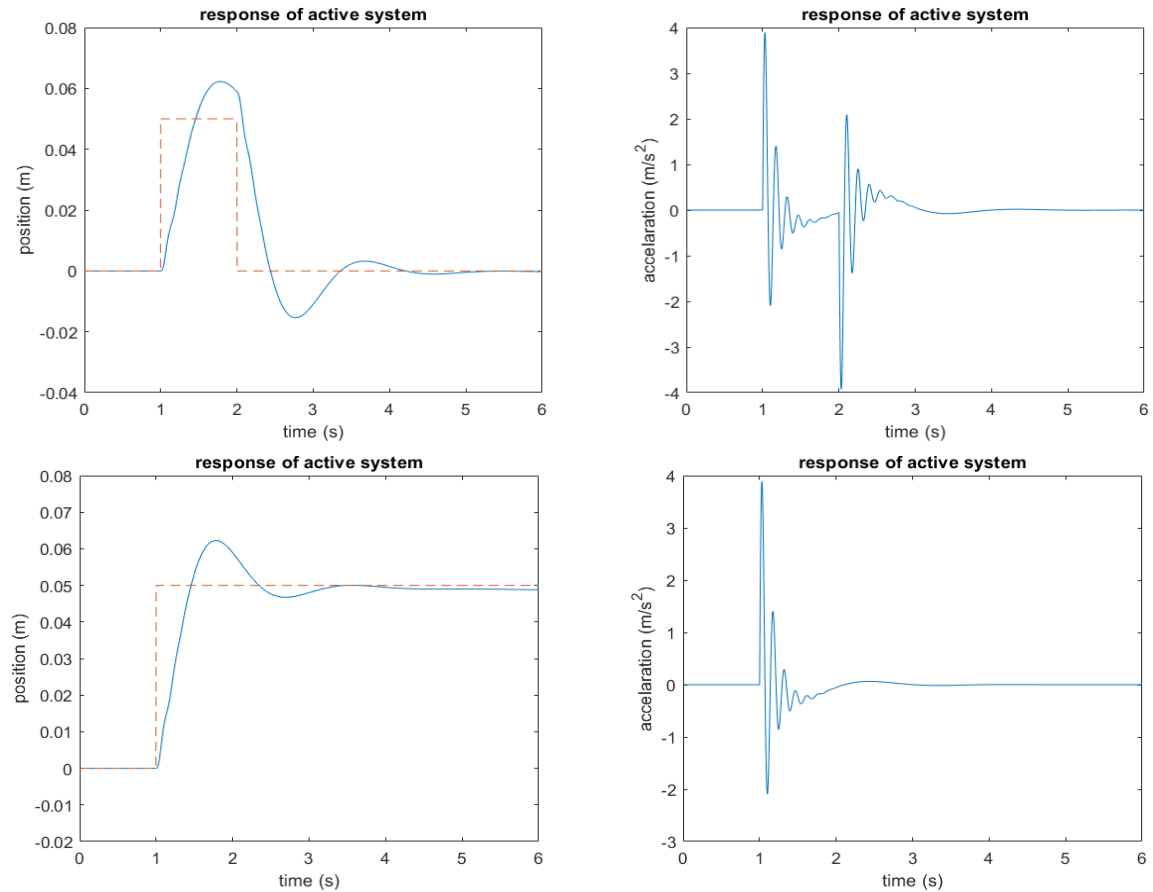 response of active system
0.08
0.06
0.04
0.02
0
-0.02
-0.04
position (m)
0 1 2 3 4 5 6
time (s)
response of active system
4
3
2
1
0
-1
-2
-3
-4
accelaration (m/s²)
0 1 2 3 4 5 6
time (s)
response of active system
0.08
0.07
0.06
0.05
0.04
0.03
0.02
0.01
0
-0.01
-0.02
position (m)
0 1 2 3 4 5 6
time (s)
response of active system
4
3
2
1
0
-1
-2
-3
accelaration (m/s²)
0 1 2 3 4 5 6
time (s)